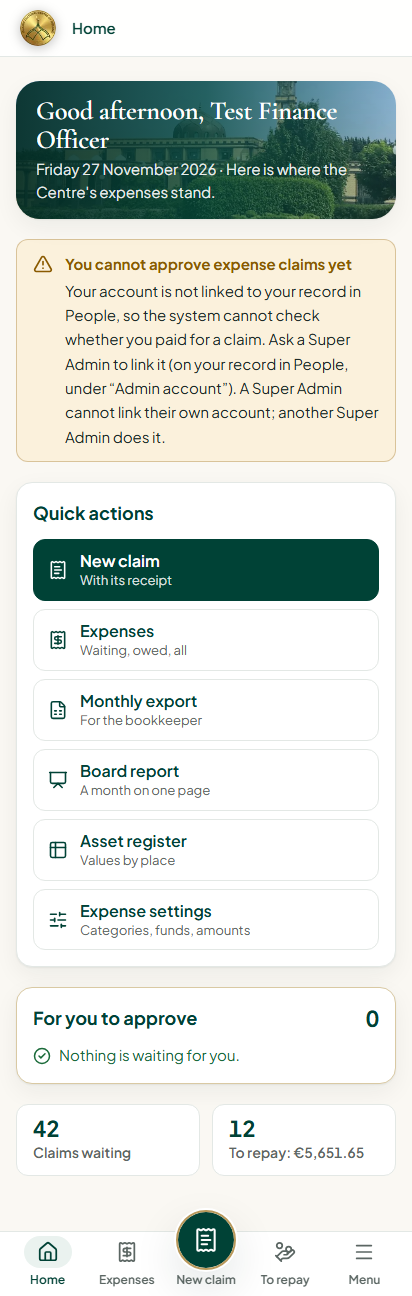 Home
Good afternoon, Test Finance
Officer
Friday 27 November 2026 · Here is where the
Centre's expenses stand.
You cannot approve expense claims yet
Your account is not linked to your record in
People, so the system cannot check
whether you paid for a claim. Ask a Super
Admin to link it (on your record in People,
under “Admin account”). A Super Admin
cannot link their own account; another Super
Admin does it.
Quick actions
New claim
With its receipt
Expenses
Waiting, owed, all
Monthly export
For the bookkeeper
Board report
A month on one page
Asset register
Values by place
Expense settings
Categories, funds, amounts
For you to approve 0
Nothing is waiting for you.
42
Claims waiting
12
To repay: €5,651.65
Home
Expenses
New claim
To repay
Menu